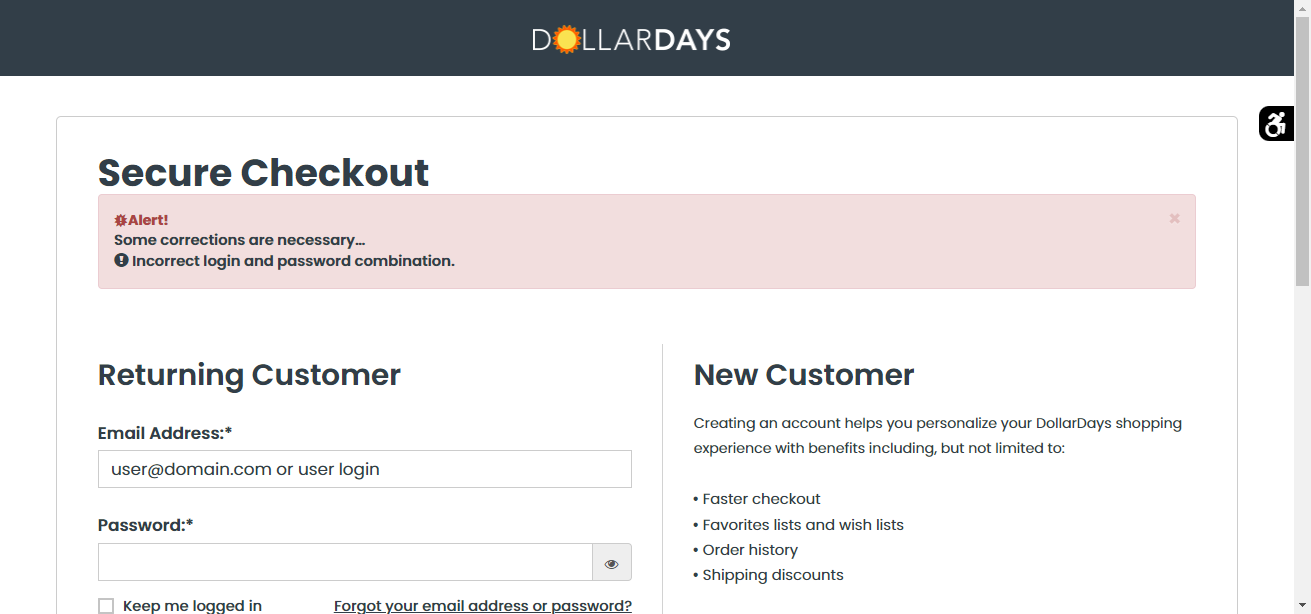 DOLLARDAYS
Secure Checkout
Alert!
Some corrections are necessary...
Incorrect login and password combination.
Returning Customer
Email Address:*
user@domain.com or user login
Password:*
Keep me logged in
Forgot your email address or password?
New Customer
Creating an account helps you personalize your DollarDays shopping
experience with benefits including, but not limited to:
• Faster checkout
• Favorites lists and wish lists
• Order history
• Shipping discounts